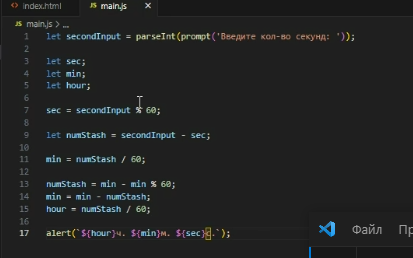 index.html
JS main.js
JS main.js > ...
1 let secondInput = parseInt(prompt('Введите кол-во секунд: '));
2
3 let sec;
4 let min;
5 let hour;
6
7 sec = secondInput % 60;
8
9 let numStash = secondInput - sec;
10
11 min = numStash / 60;
12
13 numStash = min - min % 60;
14 min = min - numStash;
15 hour = numStash / 60;
16
17 alert(`${hour}ч. ${min}м. ${sec}с.`);
Файл